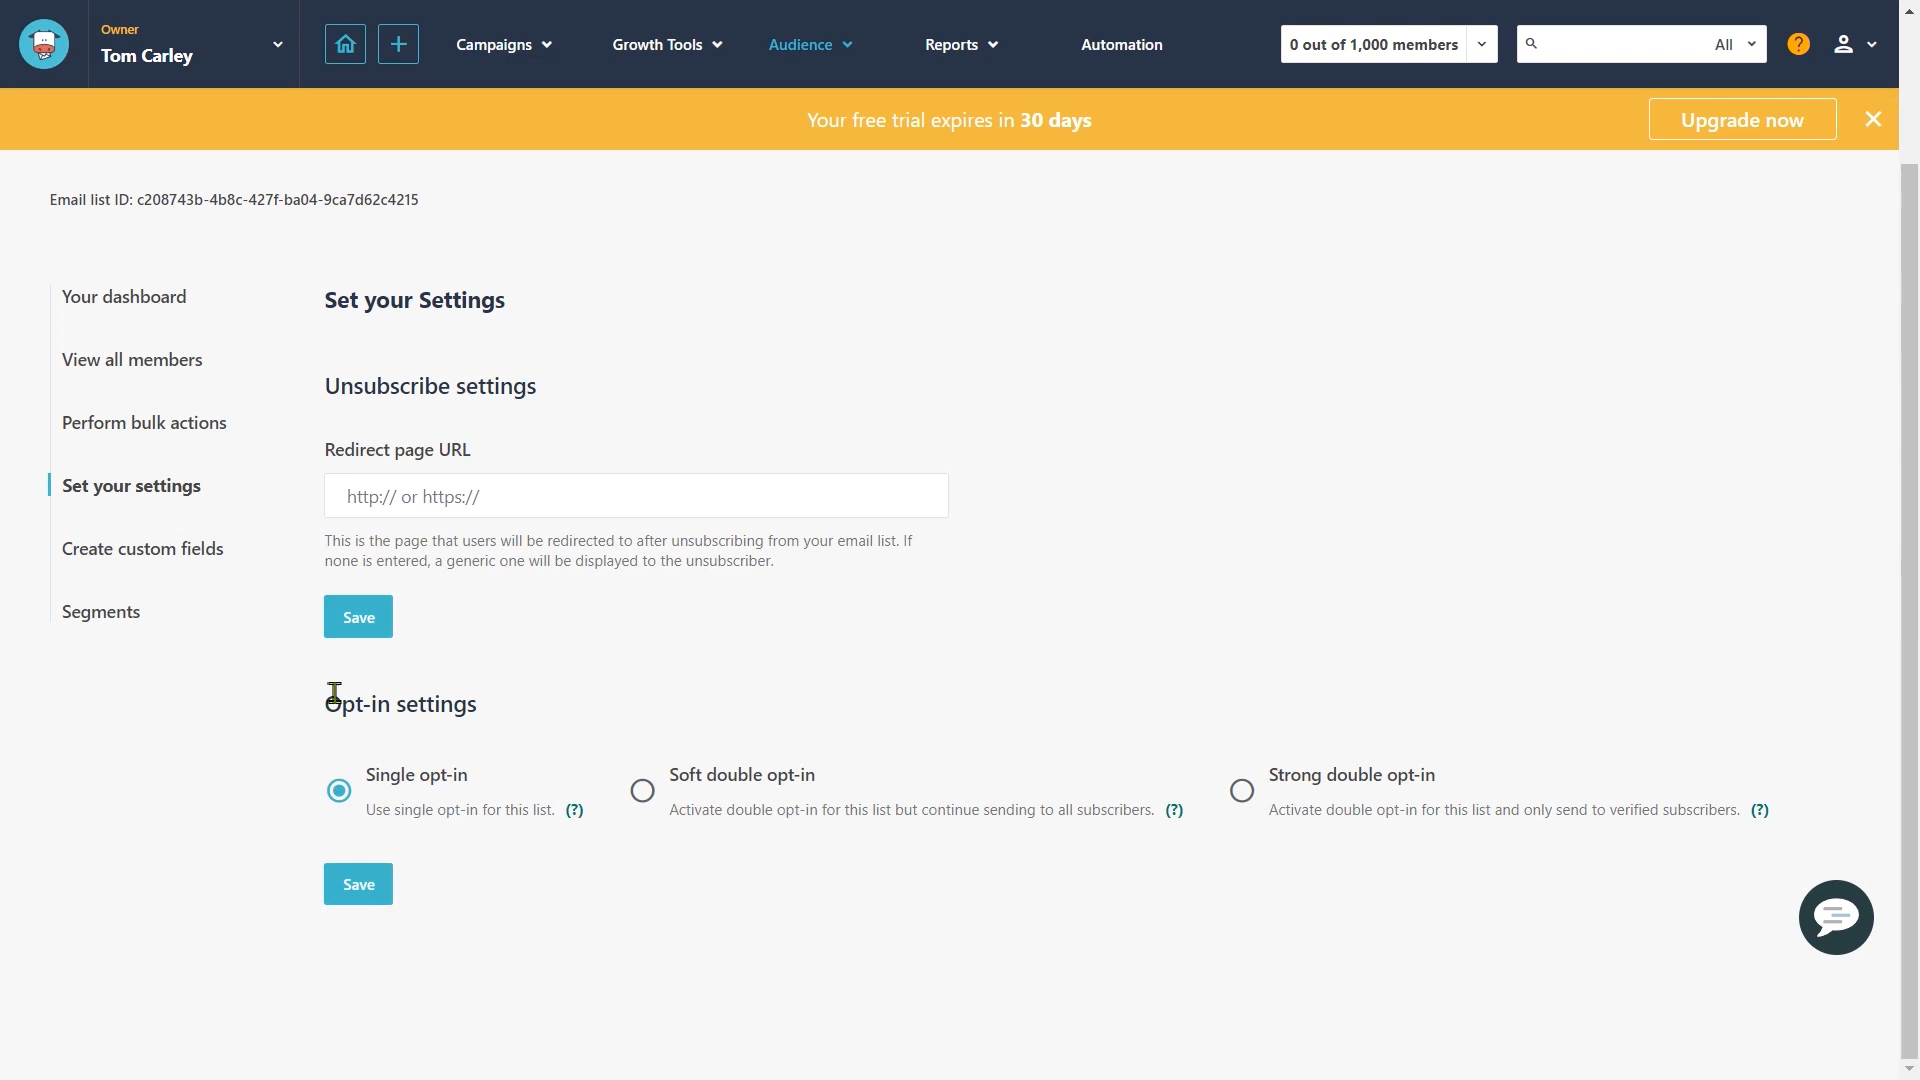 Owner
Tom Carley
Campaigns
Growth Tools
Audience
Reports
Automation
0 out of 1,000 members
All
?
Your free trial expires in 30 days
Upgrade now
Email list ID: c208743b-4b8c-427f-ba04-9ca7d62c4215
Your dashboard
View all members
Perform bulk actions
Set your settings
Create custom fields
Segments
Set your Settings
Unsubscribe settings
Redirect page URL
http:// or https://
This is the page that users will be redirected to after unsubscribing from your email list. If
none is entered, a generic one will be displayed to the unsubscriber.
Save
Opt-in settings
Single opt-in
Use single opt-in for this list. (?)
Soft double opt-in
Activate double opt-in for this list but continue sending to all subscribers. (?)
Strong double opt-in
Activate double opt-in for this list and only send to verified subscribers. (?)
Save